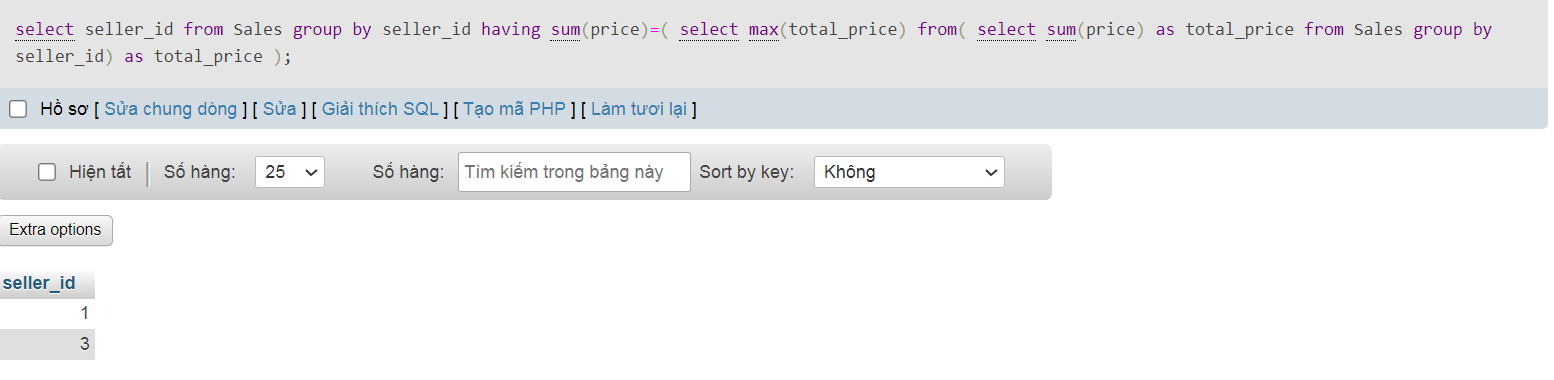 select seller_id from Sales group by seller_id having sum(price)=( select max(total_price) from( select sum(price) as total_price from Sales group by
seller_id) as total_price );
Hồ sơ [ Sửa chung dòng ] [ Sửa ] [ Giải thích SQL ] [ Tạo mã PHP ] [ Làm tươi lại ]
Hiện tất | Số hàng: 25 Số hàng: Tìm kiếm trong bảng này Sort by key: Không
Extra options
seller_id
1
3